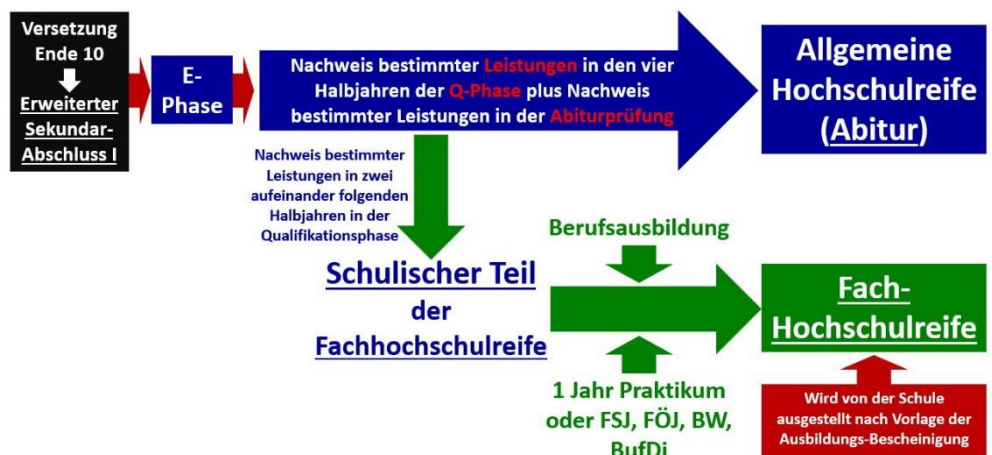 Versetzung
Ende 10
Erweiterter
Sekundar-
Abschluss I
E-
Phase
Nachweis bestimmter Leistungen in den vier
Halbjahren der Q-Phase plus Nachweis
bestimmter Leistungen in der Abiturprüfung
Allgemeine
Hochschulreife
(Abitur)
Nachweis bestimmter
Leistungen in zwei
aufeinander folgenden
Halbjahren in der
Qualifikationsphase
Schulischer Teil
der
Fachhochschulreife
Berufsausbildung
1 Jahr Praktikum
oder FSJ, FÖJ, BW,
BufDi
Fach-
Hochschulreife
Wird von der Schule
ausgestellt nach Vorlage der
Ausbildungs-Bescheinigung